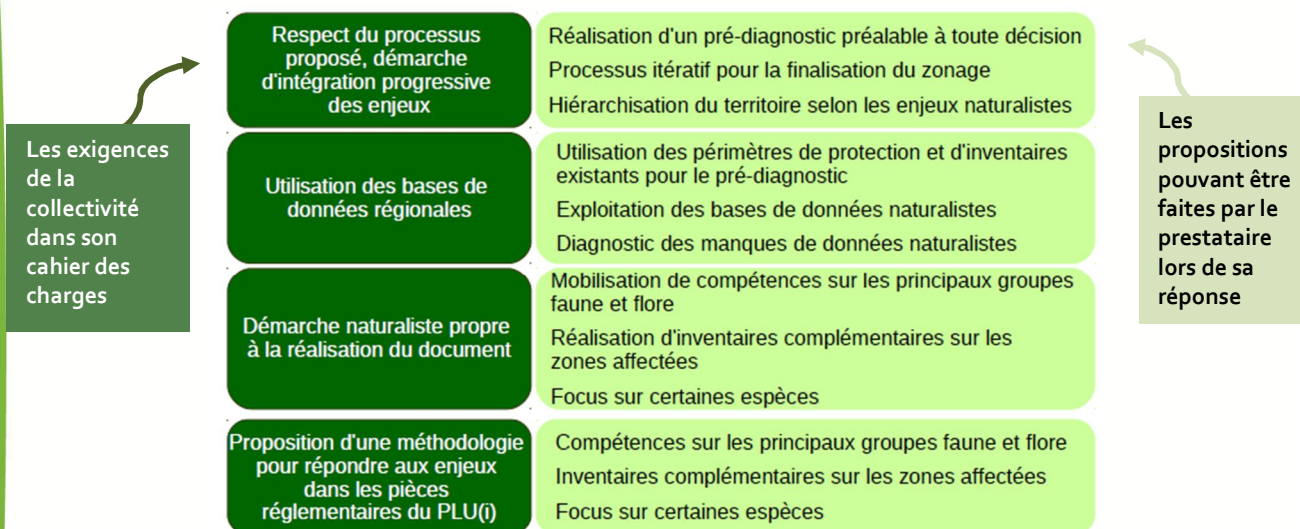 Les exigences
de la
collectivité
dans son
cahier des
charges
Respect du processus
proposé, démarche
d'intégration progressive
des enjeux
Réalisation d'un pré-diagnostic préalable à toute décision
Processus itératif pour la finalisation du zonage
Hiérarchisation du territoire selon les enjeux naturalistes
Utilisation des bases de
données régionales
Utilisation des périmètres de protection et d'inventaires
existants pour le pré-diagnostic
Exploitation des bases de données naturalistes
Diagnostic des manques de données naturalistes
Démarche naturaliste propre
à la réalisation du document
Mobilisation de compétences sur les principaux groupes
faune et flore
Réalisation d'inventaires complémentaires sur les
zones affectées
Focus sur certaines espèces
Proposition d'une méthodologie
pour répondre aux enjeux
dans les pièces
réglementaires du PLU(i)
Compétences sur les principaux groupes faune et flore
Inventaires complémentaires sur les zones affectées
Focus sur certaines espèces
Les
propositions
pouvant être
faites par le
prestataire
lors de sa
réponse